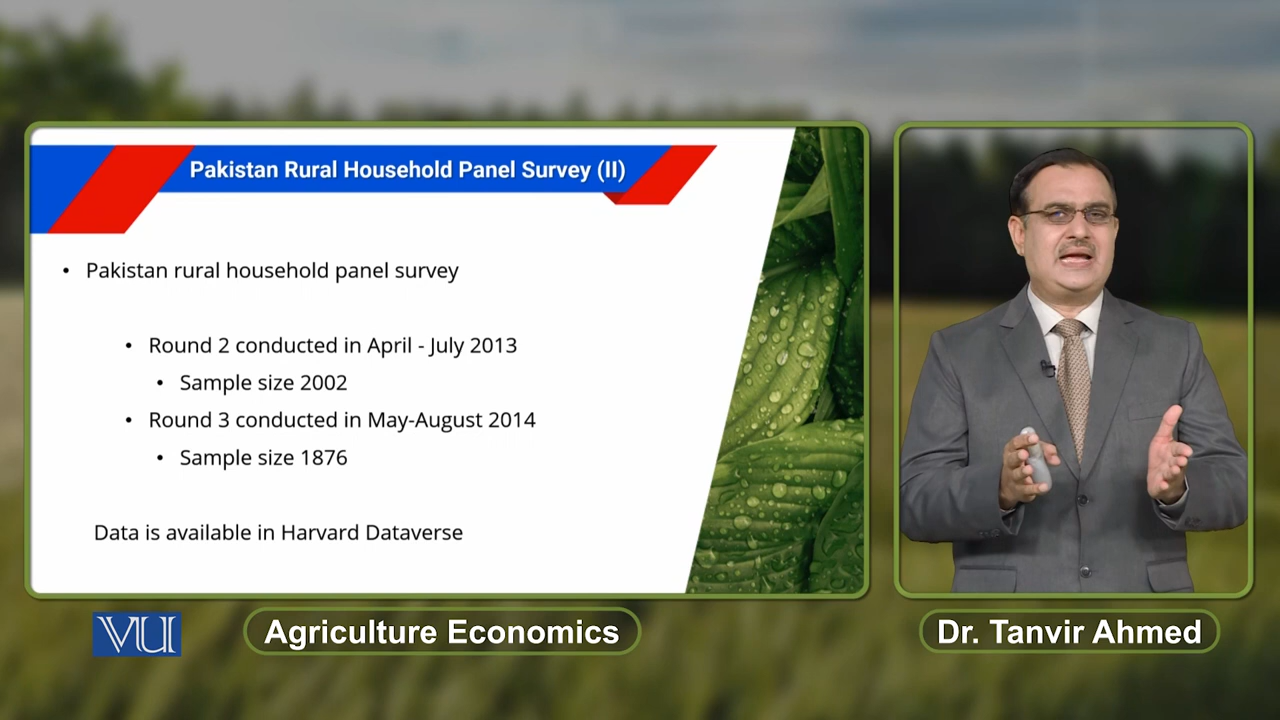 Pakistan Rural Household Panel Survey (II)
• Pakistan rural household panel survey
• Round 2 conducted in April - July 2013
• Sample size 2002
• Round 3 conducted in May-August 2014
• Sample size 1876
Data is available in Harvard Dataverse
VU
Agriculture Economics
Dr. Tanvir Ahmed